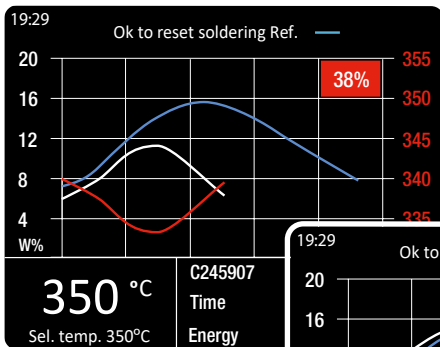 19:29
Ok to reset soldering Ref.
20 355
38%
16 350
12 345
8 340
4 335
W%
350 °C
Sel. temp. 350ºC
C245907
Time
Energy
19:29
Ok to
20
16